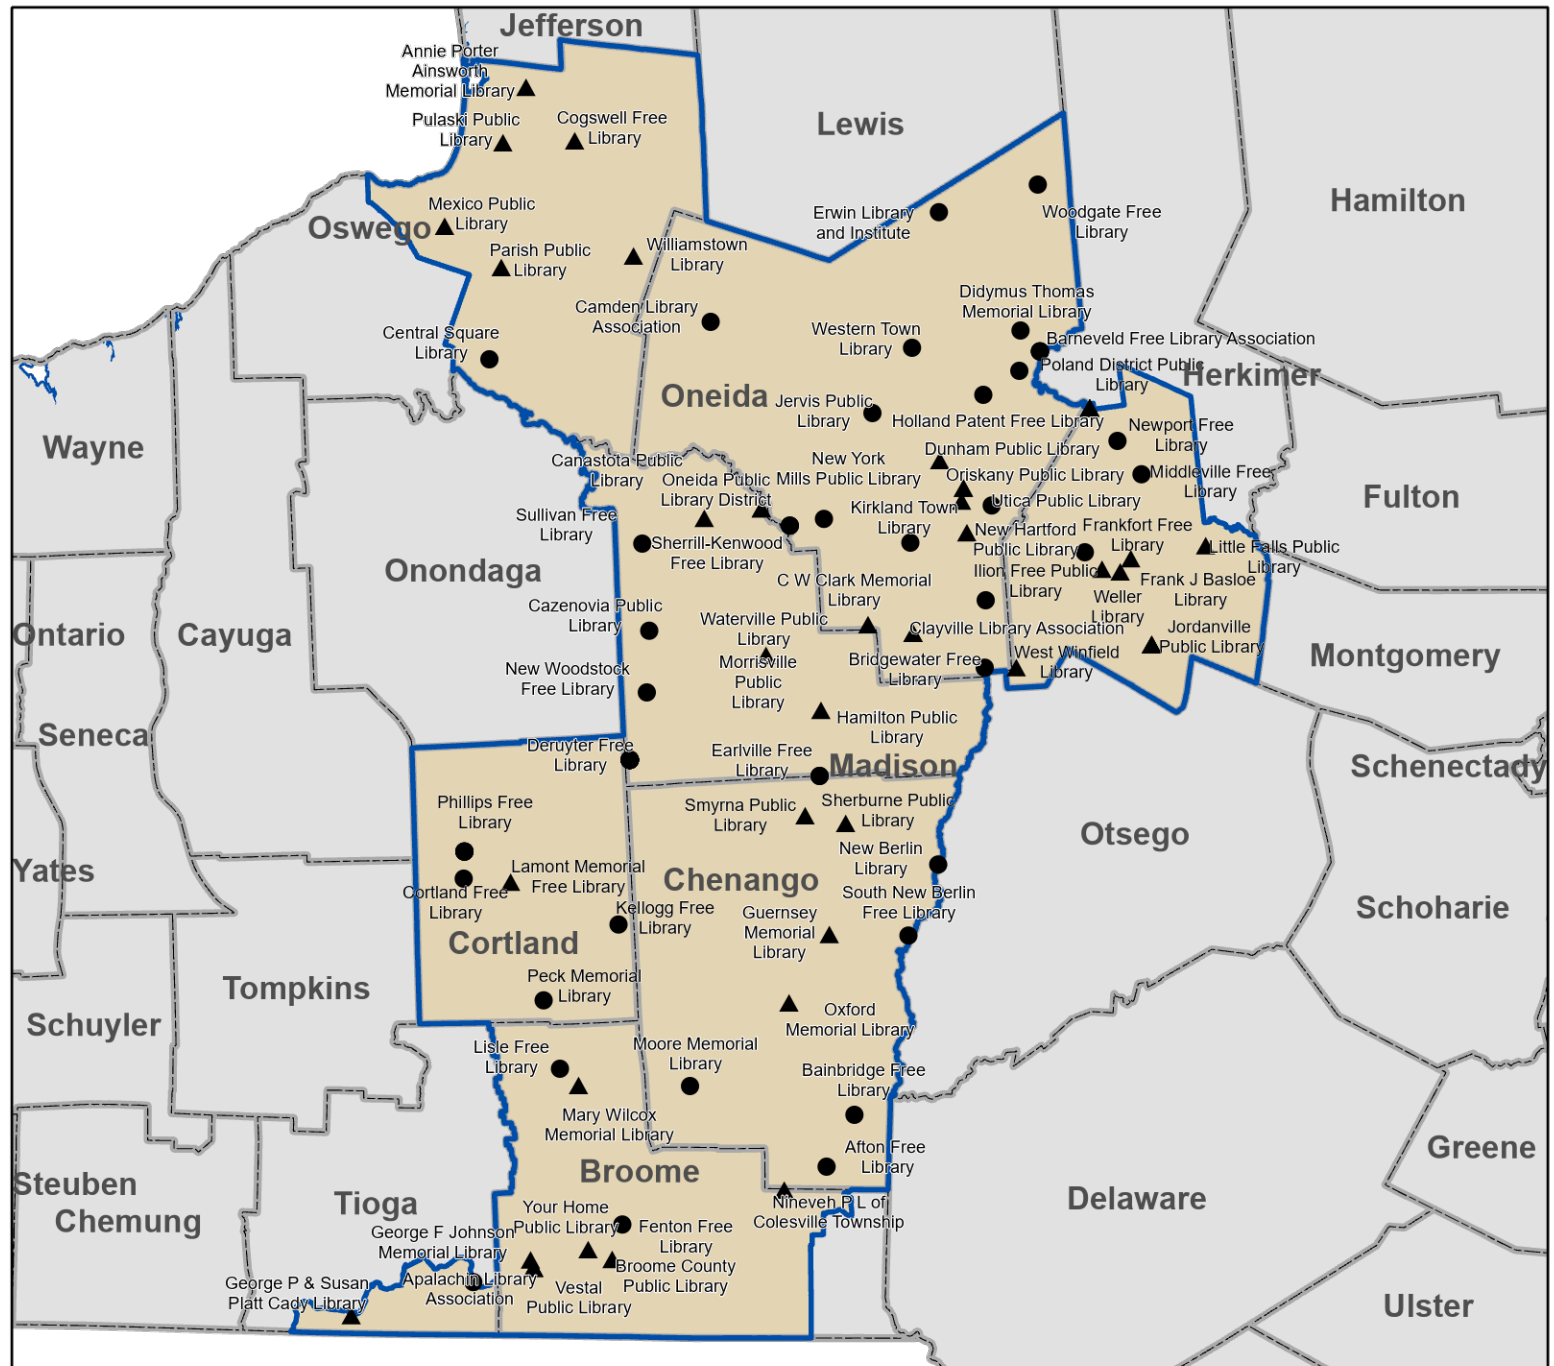 Jefferson
Annie Porter
Ainsworth
Memorial Library
Pulaski Public
Library
Cogswell Free
Library
Lewis
Hamilton
Mexico Public
Library
Oswego
Parish Public
Library
Williamstown
Library
Erwin Library
and Institute
Woodgate Free
Library
Camden Library
Association
Central Square
Library
Didymus Thomas
Memorial Library
Western Town
Library
Barneveld Free Library Association
Poland District Public
Library
Herkimer
Oneida
Jervis Public
Library
Holland Patent Free Library
Newport Free
Library
Wayne
Canastota Public
Library
Oneida Public
Library District
New York
Mills Public Library
Dunham Public Library
Oriskany Public Library
Middleville Free
Library
Fulton
Sullivan Free
Library
Kirkland Town
Library
Utica Public Library
New Hartford
Public Library
Frankfort Free
Library
Little Falls Public
Library
Sherrill-Kenwood
Free Library
Onondaga
C W Clark Memorial
Library
Ilion Free Public
Library
Weller
Library
Frank J Basloe
Library
Ontario
Cayuga
Cazenovia Public
Library
Waterville Public
Library
Clayville Library Association
Jordanville
Public Library
Montgomery
New Woodstock
Free Library
Morrisville
Public
Library
Bridgewater Free
Library
West Winfield
Library
Seneca
Hamilton Public
Library
Deruyter Free
Library
Earlville Free
Library
Madison
Schenectady
Phillips Free
Library
Smyrna Public
Library
Sherburne Public
Library
Otsego
Yates
Lamont Memorial
Free Library
Cortland Free
Library
Chenango
New Berlin
Library
South New Berlin
Free Library
Schoharie
Kellogg Free
Library
Guernsey
Memorial
Library
Cortland
Tompkins
Peck Memorial
Library
Schuyler
Oxford
Memorial Library
Lisle Free
Library
Moore Memorial
Library
Bainbridge Free
Library
Mary Wilcox
Memorial Library
Afton Free
Library
Greene
Steuben
Chemung
Tioga
Broome
Delaware
Nineveh P L of
Colesville Township
Your Home
Public Library
Fenton Free
Library
George F Johnson
Memorial Library
Broome County
Public Library
George P & Susan
Platt Cady Library
Apalachin Library
Association
Vestal
Public Library
Ulster